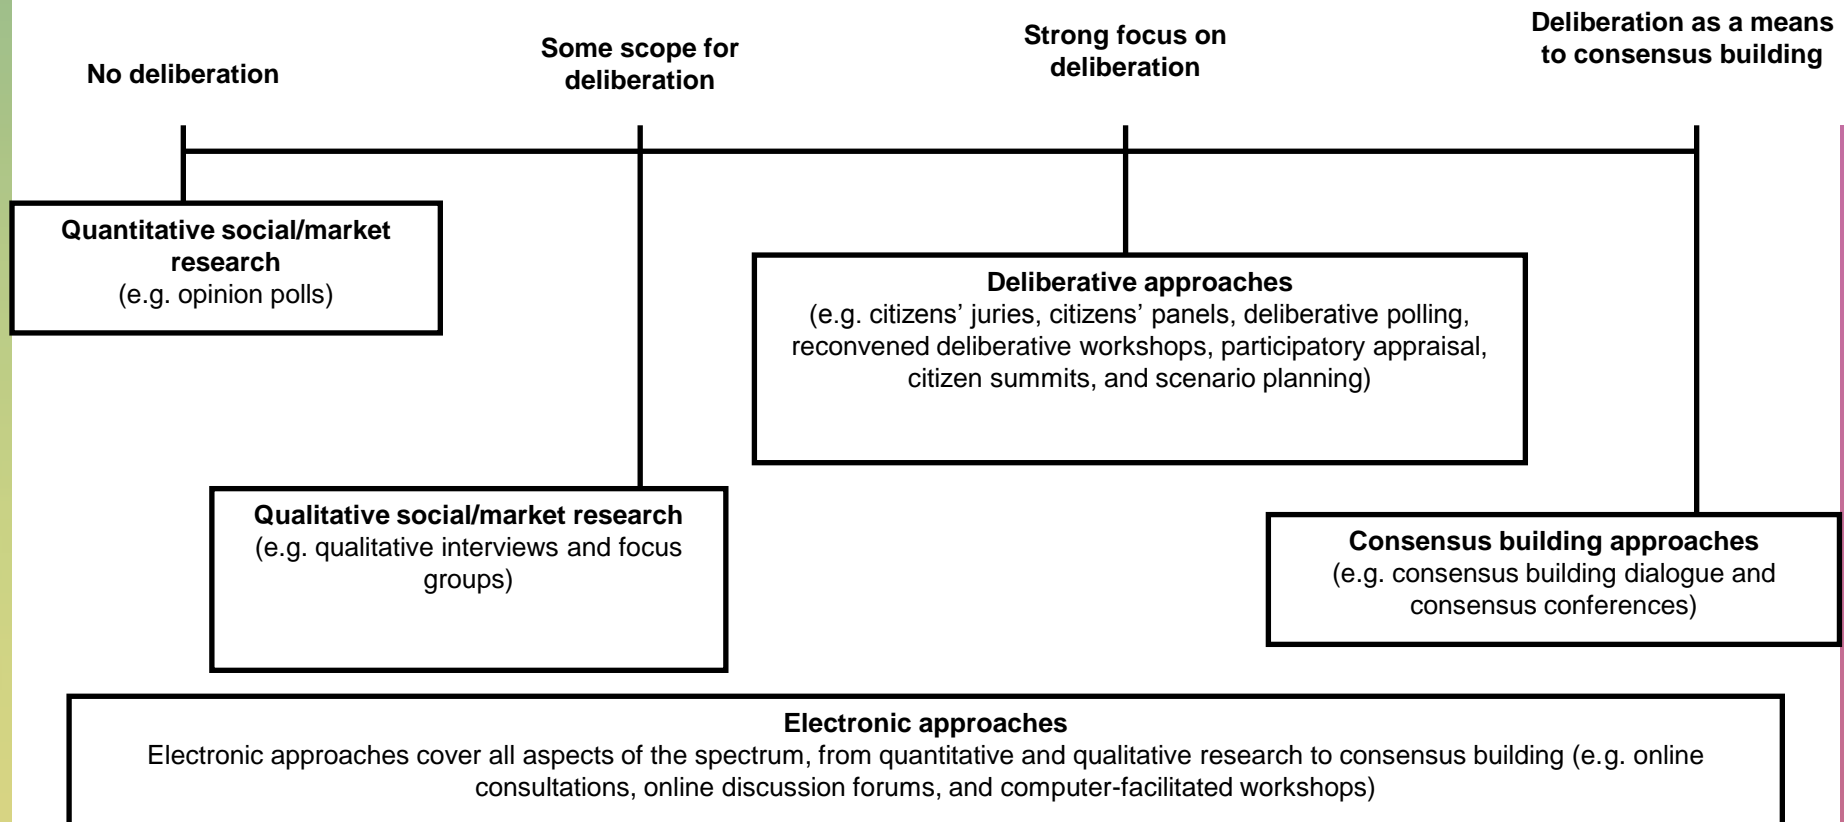 No deliberation
Some scope for
deliberation
Strong focus on
deliberation
Deliberation as a means
to consensus building
Quantitative social/market
research
(e.g. opinion polls)
Deliberative approaches
(e.g. citizens’ juries, citizens’ panels, deliberative polling,
reconvened deliberative workshops, participatory appraisal,
citizen summits, and scenario planning)
Qualitative social/market research
(e.g. qualitative interviews and focus
groups)
Consensus building approaches
(e.g. consensus building dialogue and
consensus conferences)
Electronic approaches
Electronic approaches cover all aspects of the spectrum, from quantitative and qualitative research to consensus building (e.g. online
consultations, online discussion forums, and computer-facilitated workshops)